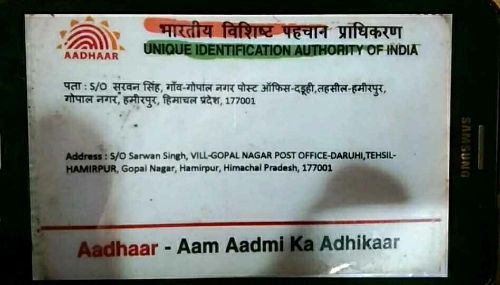 भारतीय विशिष्ट पहचान प्राधिकरण
AADHAAR
UNIQUE IDENTIFICATION AUTHORITY OF INDIA
पता : S/O सुरवन सिंह, गाँव-गोपाल नगर पोस्ट ऑफिस-दड़ूही,तहसील-हमीरपुर,
गोपाल नगर, हमीरपुर, हिमाचल प्रदेश, 177001
Address : S/O Sarwan Singh, VILL-GOPAL NAGAR POST OFFICE-DARUHI,TEHSIL-
HAMIRPUR, Gopal Nagar, Hamirpur, Himachal Pradesh, 177001
Aadhaar - Aam Aadmi Ka Adhikaar
SAMSUNG